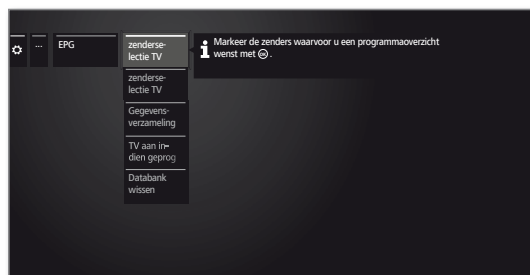 ...
EPG
zenderse-
lectie TV
Markeer de zenders waarvoor u een programmaoverzicht
wenst met OK .
zenderse-
lectie TV
Gegevens-
verzameling
TV aan in-
dien geprog
Databank
wissen